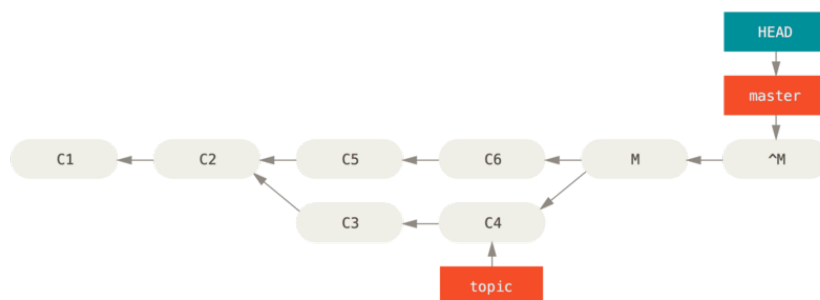 HEAD
master
C1 C2 C5 C6 M ^M
C3 C4
topic